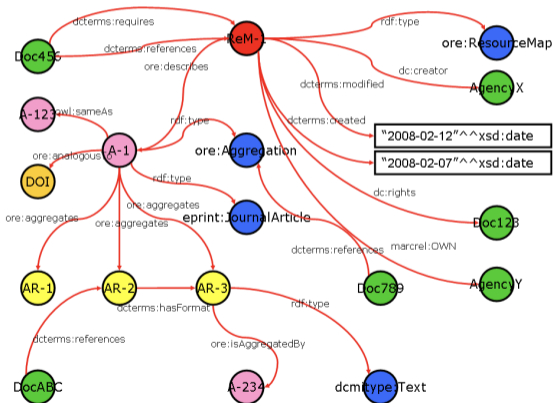 dcterms:requires
rdf:type
ReM-1
Doc456
dcterms:references
ore:ResourceMap
ore:describes
dc:creator
dcterms:modified
AgencyX
A-123
owl:sameAs
rdf:type
dcterms:created
"2008-02-12"^^xsd:date
A-1
ore:analogousTo
ore:Aggregation
"2008-02-07"^^xsd:date
DOI
rdf:type
dc:rights
ore:aggregates
ore:aggregates
ore:aggregates
eprint:JournalArticle
Doc123
dcterms:references
marcrel:OWN
AR-1
AR-2
AR-3
Doc789
AgencyY
dcterms:hasFormat
rdf:type
dcterms:references
ore:isAggregatedBy
DocABC
A-234
dcmitype:Text